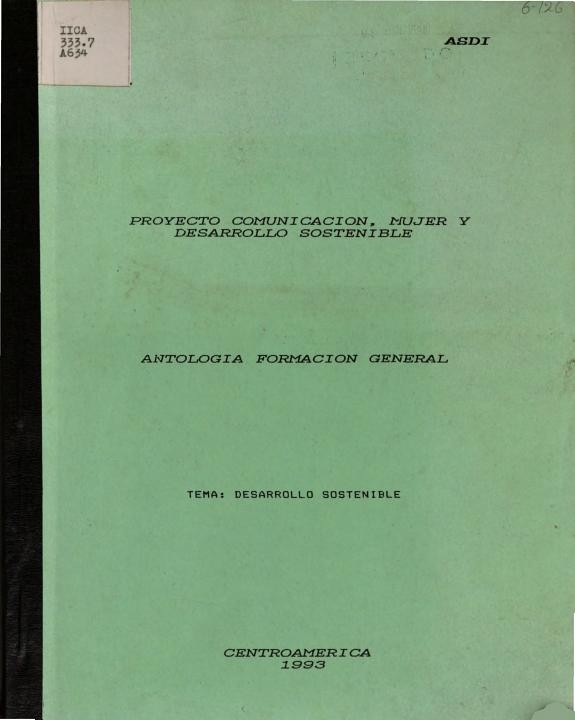 6-126
IICA
333.7
A634
ASDI
PROYECTO COMUNICACION, MUJER Y
DESARROLLO SOSTENIBLE
ANTOLOGIA FORMACION GENERAL
TEMA: DESARROLLO SOSTENIBLE
CENTROAMERICA
1993